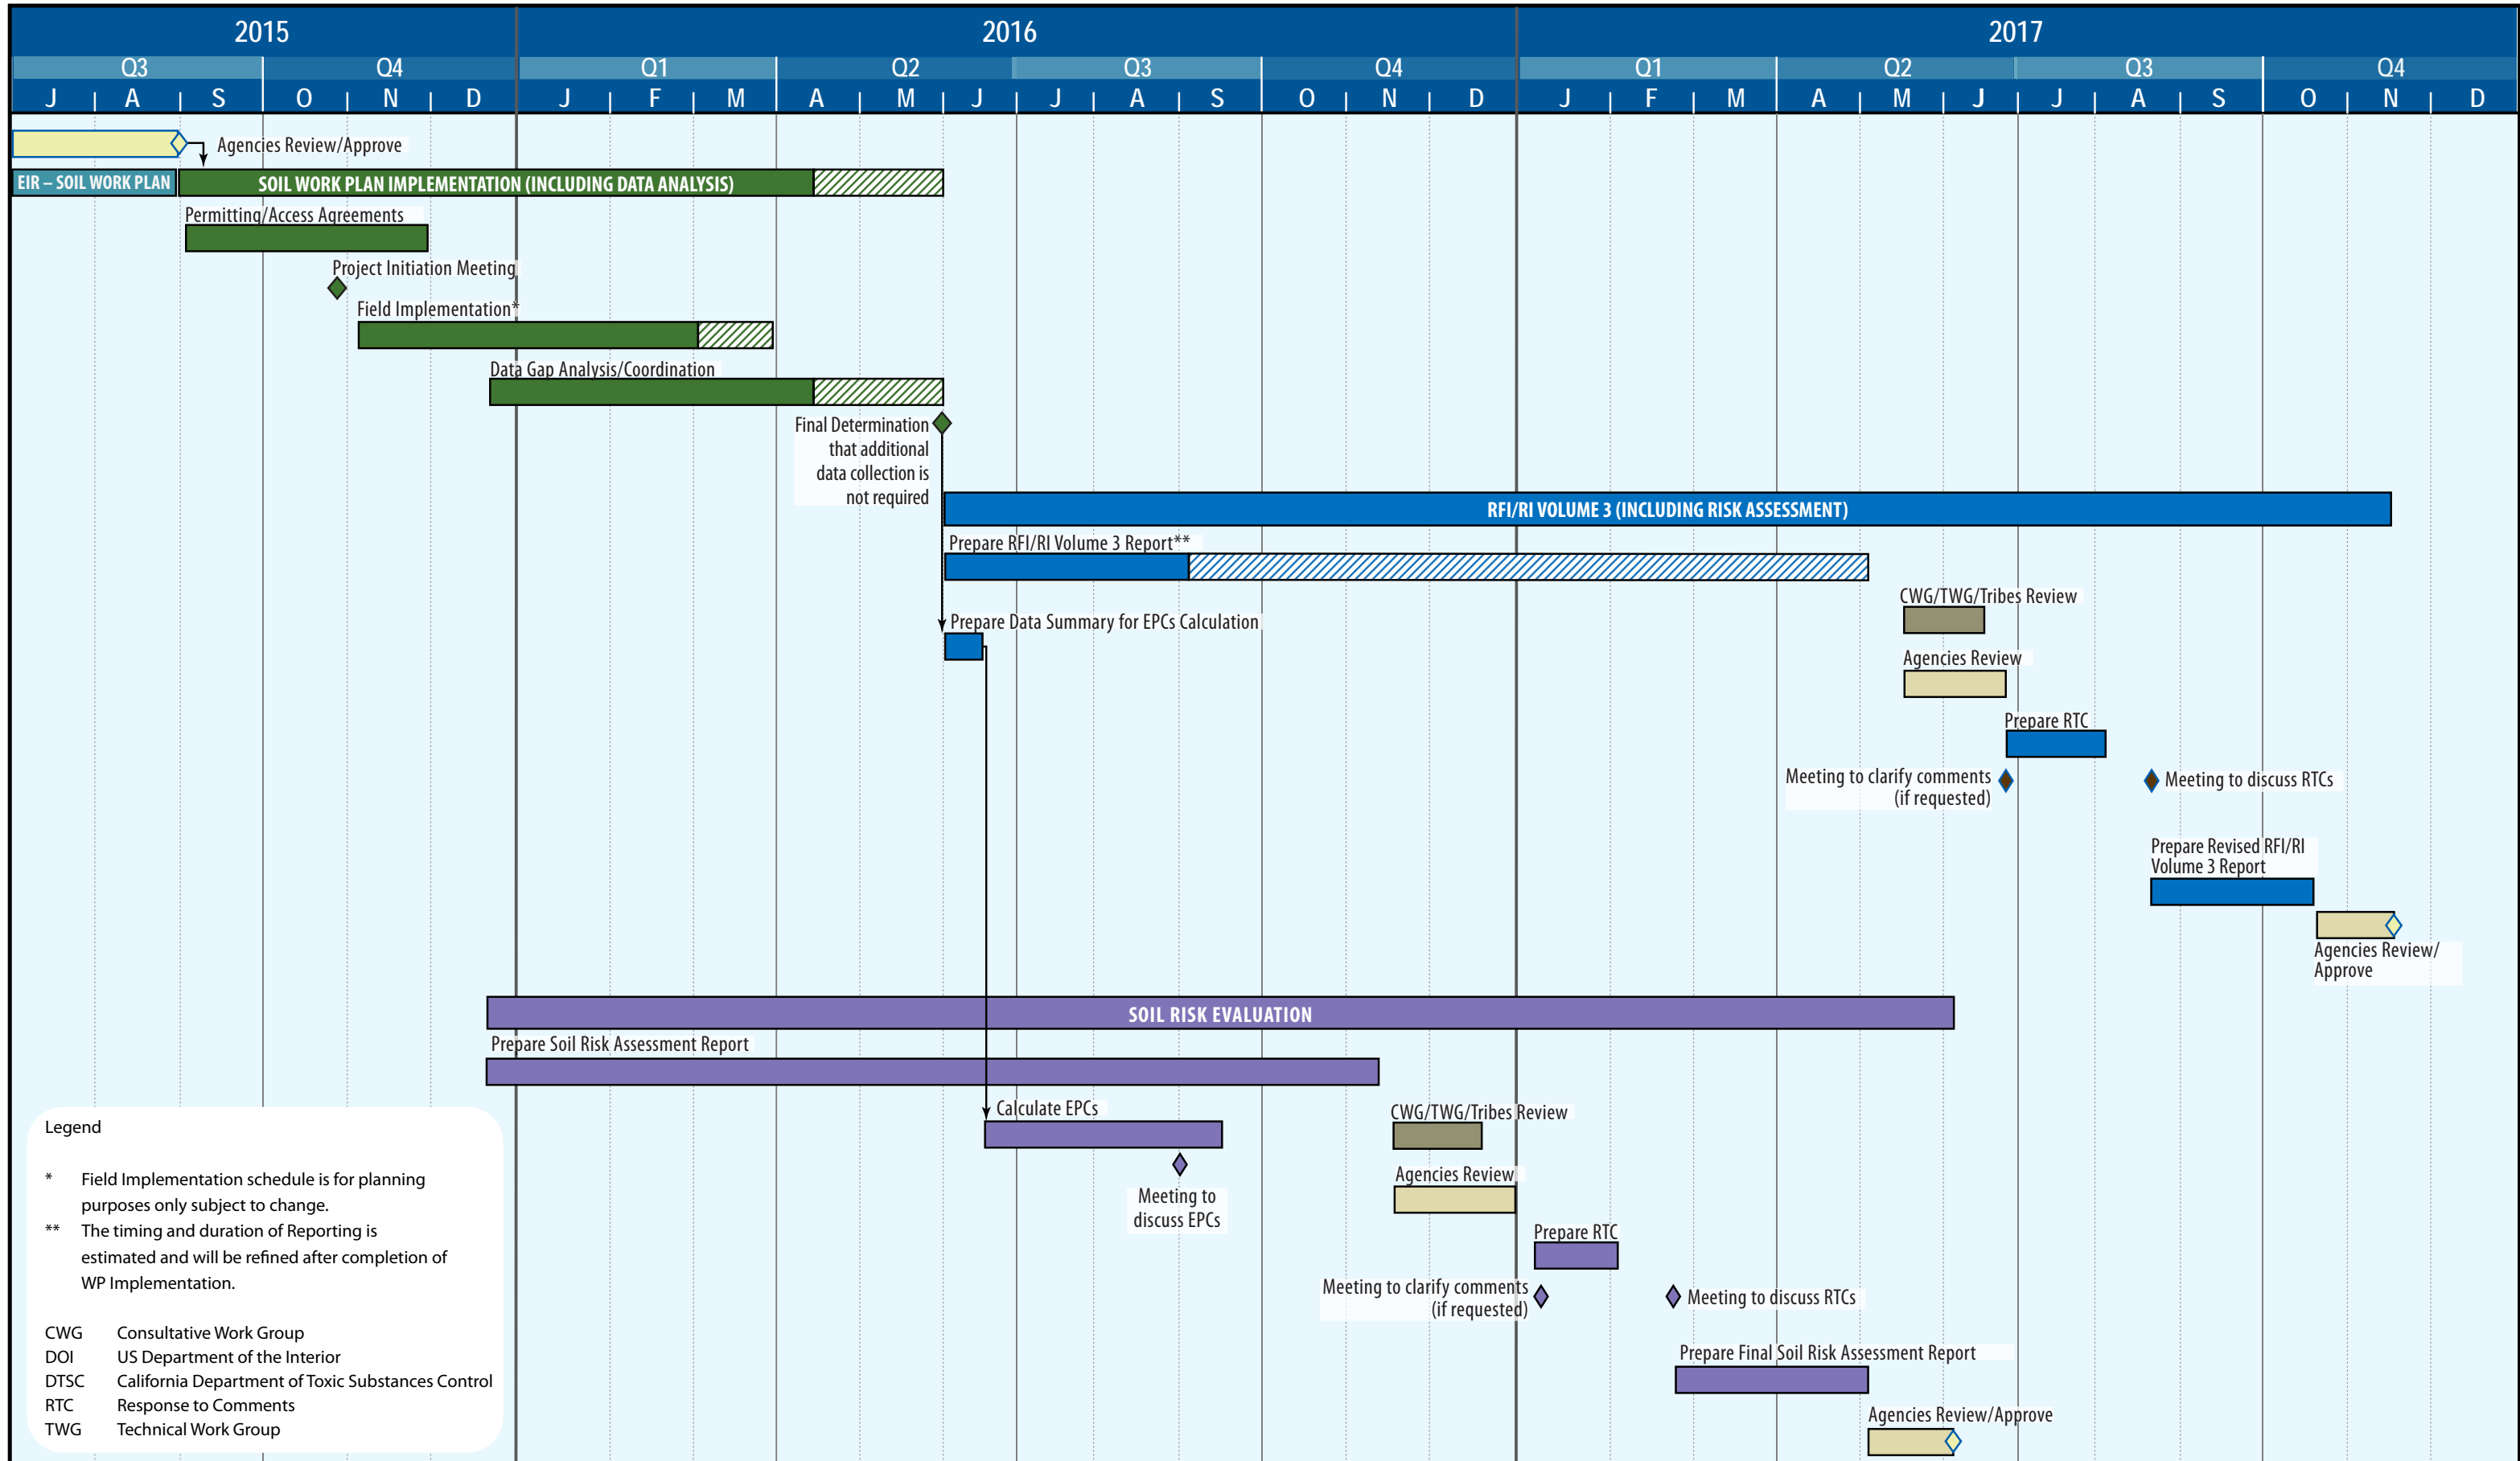 2015 2016 2017
Q3 Q4 Q1 Q2 Q3 Q4 Q1 Q2 Q3 Q4
J A S O N D J F M A M J J A S O N D J F M A M J J A S O N D
Agencies Review/Approve
EIR – SOIL WORK PLAN
SOIL WORK PLAN IMPLEMENTATION (INCLUDING DATA ANALYSIS)
Permitting/Access Agreements
Project Initiation Meeting
Field Implementation*
Data Gap Analysis/Coordination
Final Determination
that additional
data collection is
not required
RFI/RI VOLUME 3 (INCLUDING RISK ASSESSMENT)
Prepare RFI/RI Volume 3 Report**
CWG/TWG/Tribes Review
Prepare Data Summary for EPCs Calculation
Agencies Review
Prepare RTC
Meeting to clarify comments
(if requested)
Meeting to discuss RTCs
Prepare Revised RFI/RI
Volume 3 Report
Agencies Review/
Approve
SOIL RISK EVALUATION
Prepare Soil Risk Assessment Report
Calculate EPCs
CWG/TWG/Tribes Review
Meeting to
discuss EPCs
Agencies Review
Prepare RTC
Meeting to clarify comments
(if requested)
Meeting to discuss RTCs
Prepare Final Soil Risk Assessment Report
Agencies Review/Approve
Legend
* Field Implementation schedule is for planning
purposes only subject to change.
** The timing and duration of Reporting is
estimated and will be refined after completion of
WP Implementation.
CWG Consultative Work Group
DOI US Department of the Interior
DTSC California Department of Toxic Substances Control
RTC Response to Comments
TWG Technical Work Group